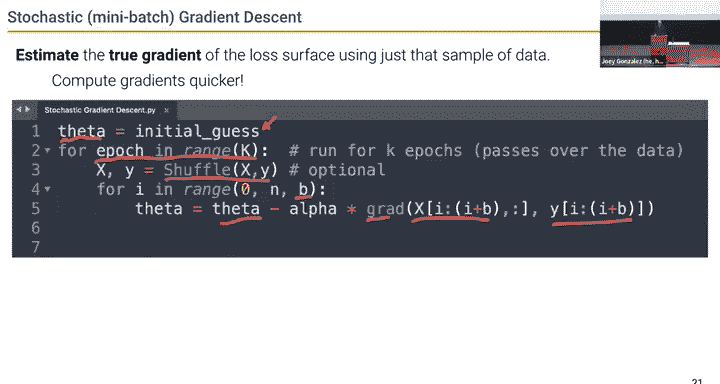 Stochastic (mini-batch) Gradient Descent
Estimate the true gradient of the loss surface using just that sample of data.
Compute gradients quicker!
Joey Gonzalez (he, h...
Stochastic Gradient Descent.py ×
1 theta = initial_guess
2 for epoch in range(K):  # run for k epochs (passes over the data)
3 X, y = Shuffle(X,y) # optional
4 for i in range(0, n, b):
5 theta = theta - alpha * grad(X[i:(i+b),:], y[i:(i+b)])
6
7
21